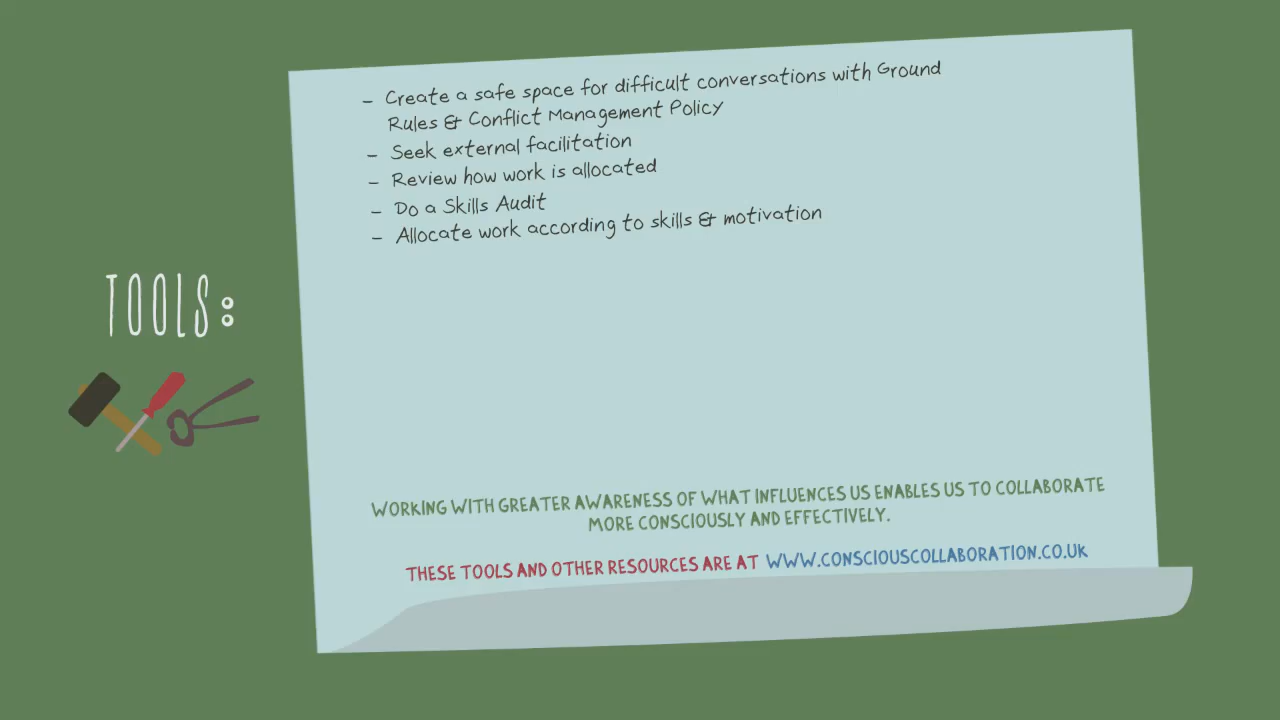 TOOLS:
- Create a safe space for difficult conversations with Ground
Rules & Conflict Management Policy
- Seek external facilitation
- Review how work is allocated
- Do a Skills Audit
- Allocate work according to skills & motivation
WORKING WITH GREATER AWARENESS OF WHAT INFLUENCES US ENABLES US TO COLLABORATE
MORE CONSCIOUSLY AND EFFECTIVELY.
THESE TOOLS AND OTHER RESOURCES ARE AT WWW.CONSCIOUSCOLLABORATION.CO.UK